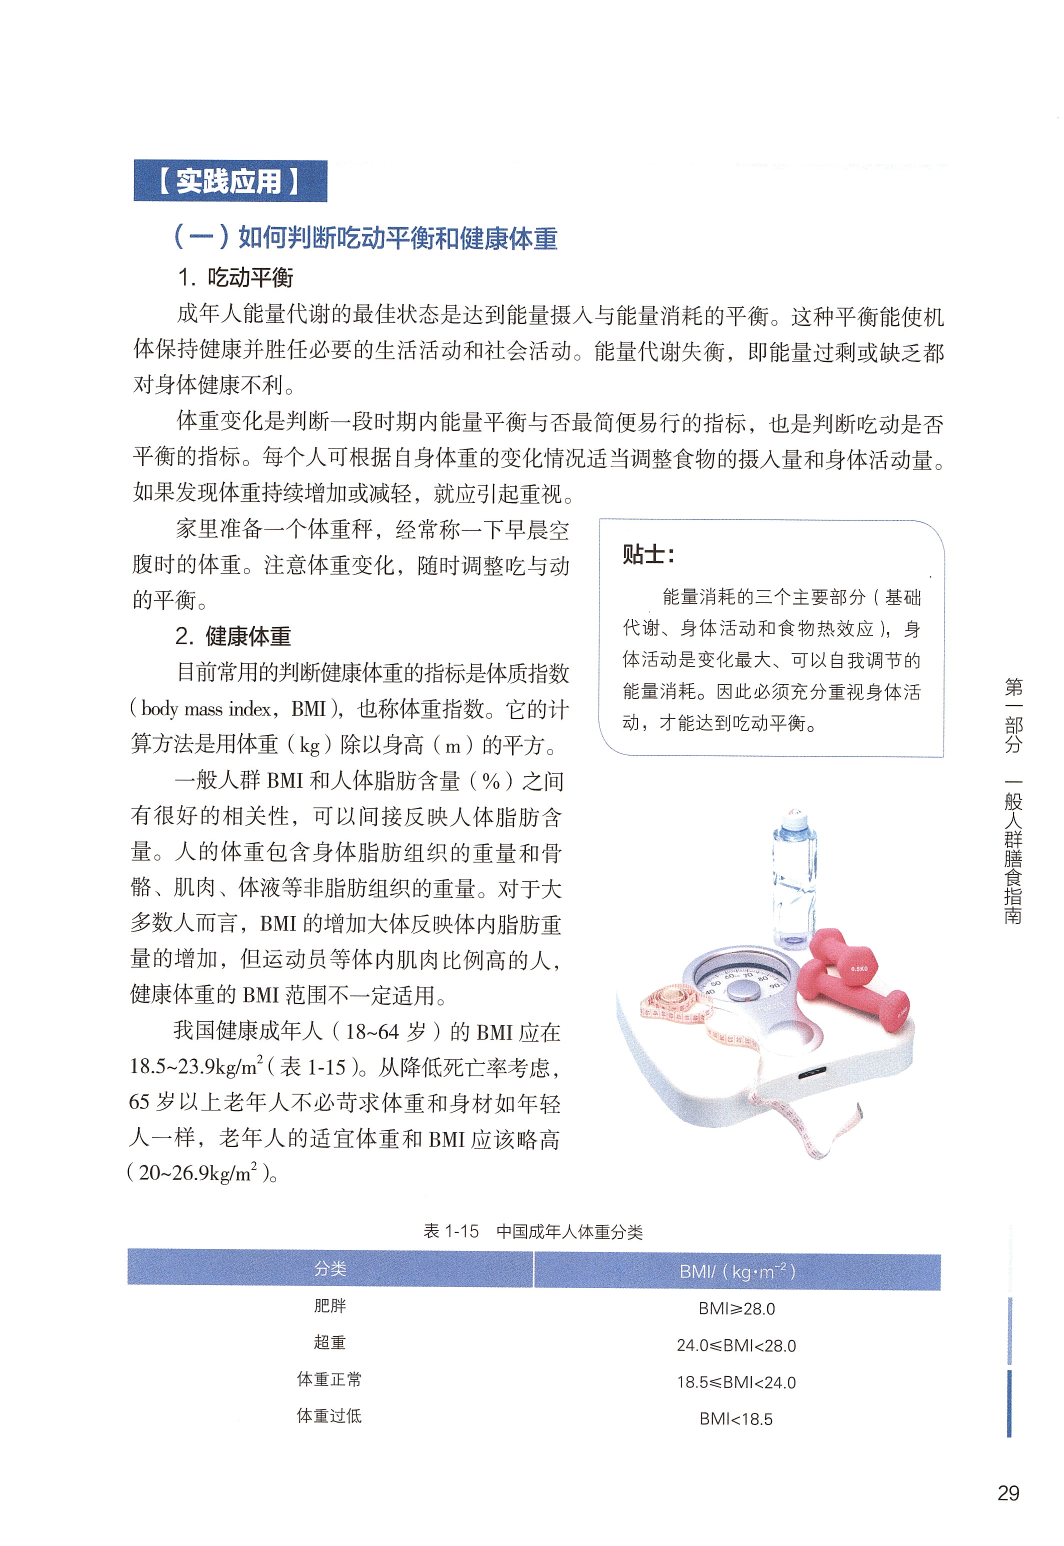 【实践应用】
（一）如何判断吃动平衡和健康体重
1. 吃动平衡
成年人能量代谢的最佳状态是达到能量摄入与能量消耗的平衡。这种平衡能使机
体保持健康并胜任必要的生活活动和社会活动。能量代谢失衡，即能量过剩或缺乏都
对身体健康不利。
体重变化是判断一段时期内能量平衡与否最简便易行的指标，也是判断吃动是否
平衡的指标。每个人可根据自身体重的变化情况适当调整食物的摄入量和身体活动量。
如果发现体重持续增加或减轻，就应引起重视。
家里准备一个体重秤，经常称一下早晨空
腹时的体重。注意体重变化，随时调整吃与动
的平衡。
2. 健康体重
目前常用的判断健康体重的指标是体质指数
（body mass index，BMI），也称体重指数。它的计
算方法是用体重（kg）除以身高（m）的平方。
一般人群 BMI 和人体脂肪含量（%）之间
有很好的相关性，可以间接反映人体脂肪含
量。人的体重包含身体脂肪组织的重量和骨
骼、肌肉、体液等非脂肪组织的重量。对于大
多数人而言，BMI 的增加大体反映体内脂肪重
量的增加，但运动员等体内肌肉比例高的人，
健康体重的 BMI 范围不一定适用。
我国健康成年人（18~64 岁）的 BMI 应在
18.5~23.9kg/m²（表 1-15）。从降低死亡率考虑，
65 岁以上老年人不必苛求体重和身材如年轻
人一样，老年人的适宜体重和 BMI 应该略高
（20~26.9kg/m²）。
贴士：
能量消耗的三个主要部分（基础
代谢、身体活动和食物热效应），身
体活动是变化最大、可以自我调节的
能量消耗。因此必须充分重视身体活
动，才能达到吃动平衡。
0.5KG
表 1-15 中国成年人体重分类
分类 BMI/（kg·m⁻²）
肥胖 BMI≥28.0
超重 24.0≤BMI<28.0
体重正常 18.5≤BMI<24.0
体重过低 BMI<18.5
第一部分 一般人群膳食指南
29